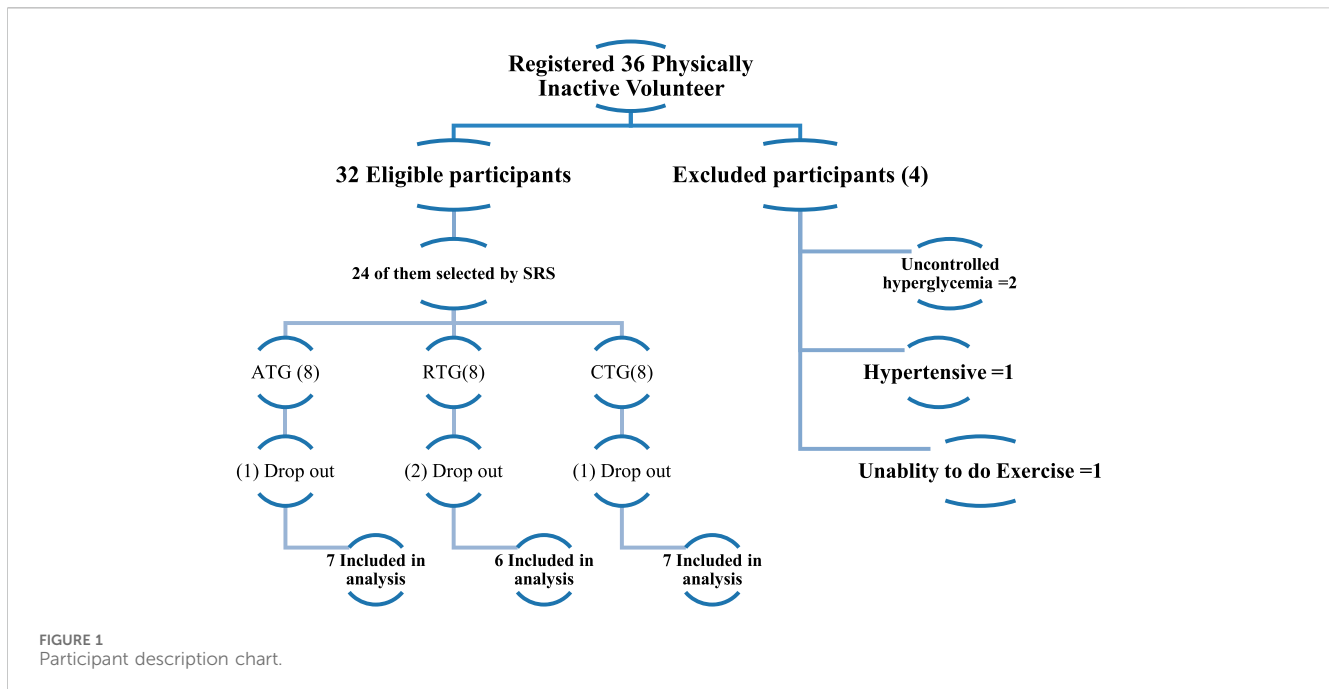 Registered 36 Physically
Inactive Volunteer
32 Eligible participants
Excluded participants (4)
24 of them selected by SRS
Uncontrolled
hyperglycemia =2
ATG (8)
RTG(8)
CTG(8)
Hypertensive =1
(1) Drop out
(2) Drop out
(1) Drop out
Unablity to do Exercise =1
7 Included in
analysis
6 Included in
analysis
7 Included in
analysis
FIGURE 1
Participant description chart.